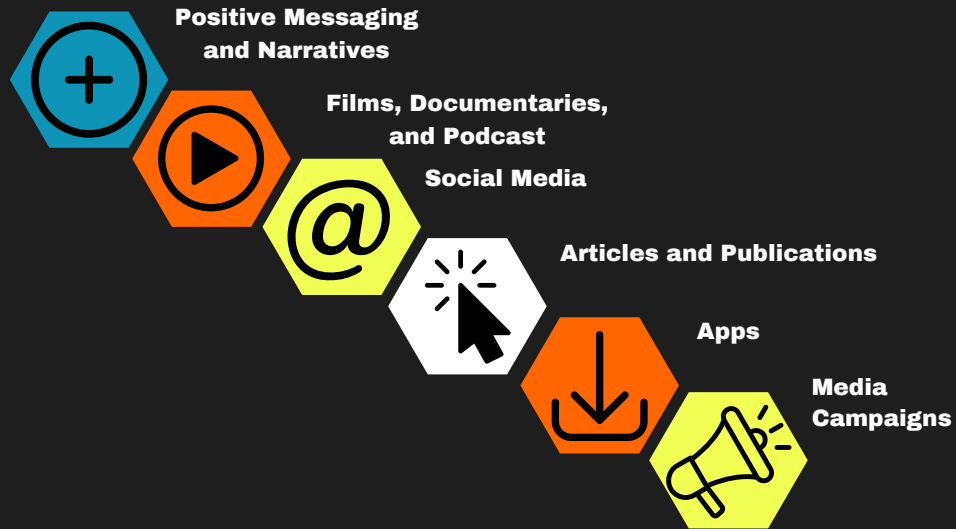 Positive Messaging
and Narratives
Films, Documentaries,
and Podcast
Social Media
@
Articles and Publications
Apps
Media
Campaigns